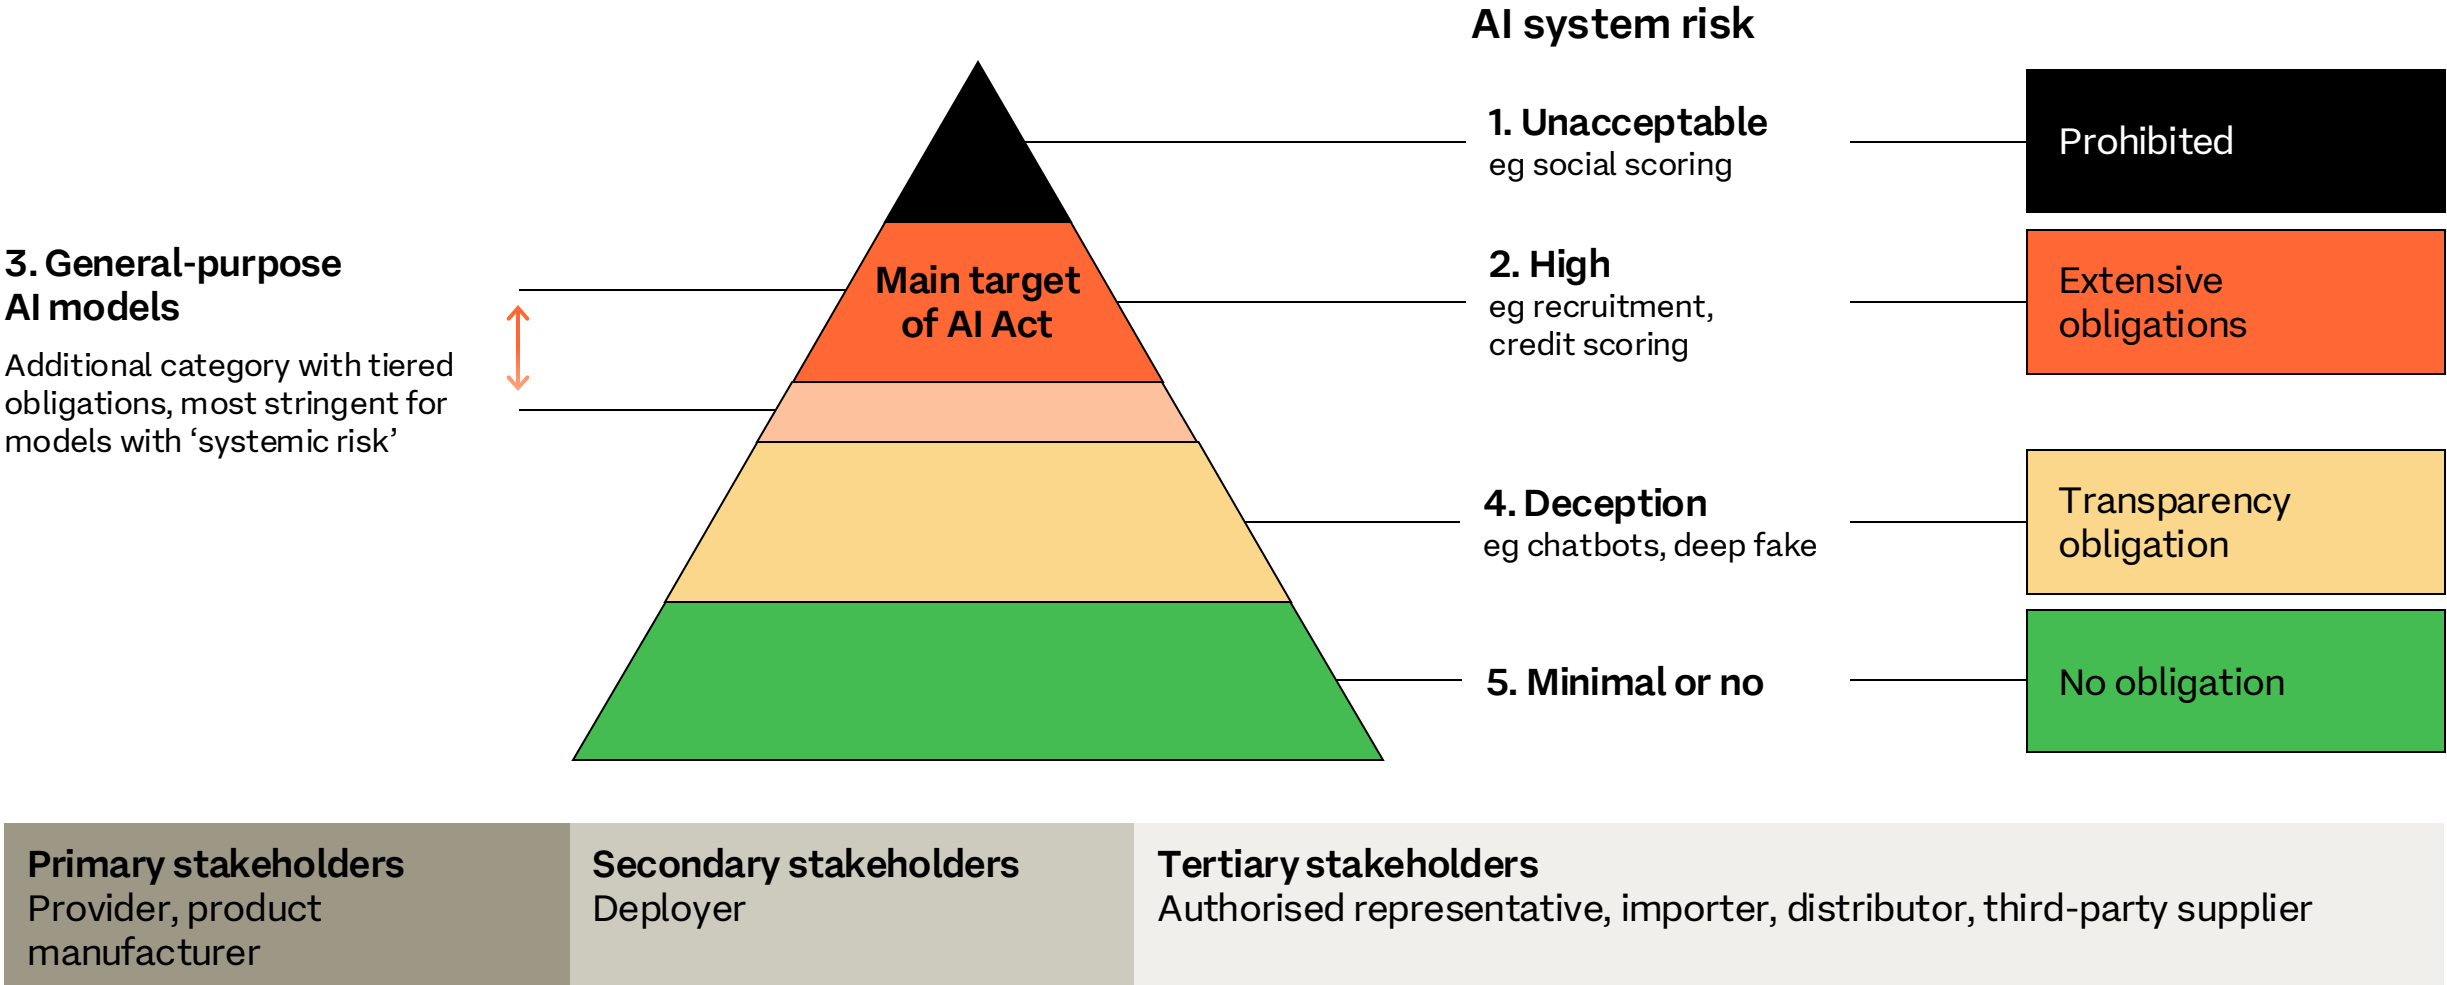 AI system risk
1. Unacceptable
eg social scoring
Prohibited
3. General-purpose
AI models
Additional category with tiered
obligations, most stringent for
models with ‘systemic risk’
Main target
of AI Act
2. High
eg recruitment,
credit scoring
Extensive
obligations
4. Deception
eg chatbots, deep fake
Transparency
obligation
5. Minimal or no
No obligation
Primary stakeholders
Provider, product
manufacturer
Secondary stakeholders
Deployer
Tertiary stakeholders
Authorised representative, importer, distributor, third-party supplier